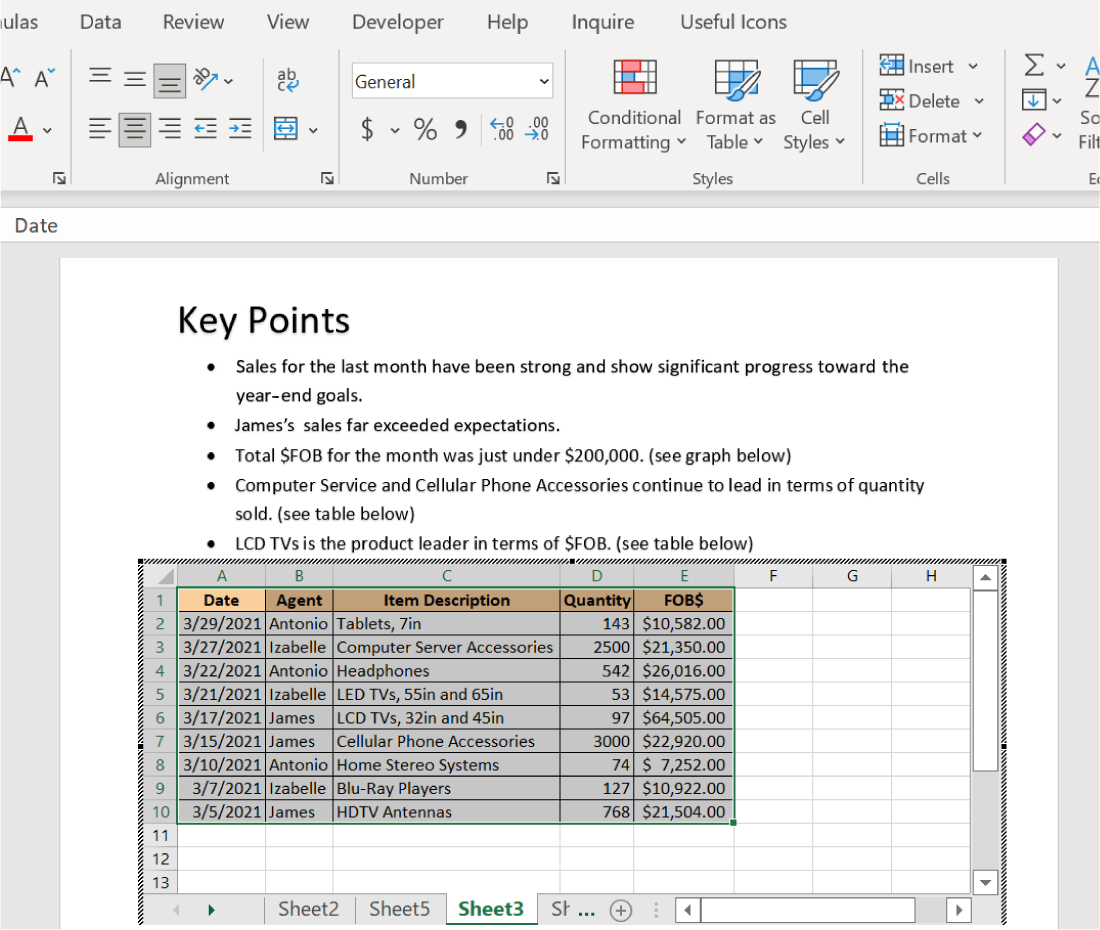 ulas Data Review View Developer Help Inquire Useful Icons
General
Insert
ab
c
$ % 9 .00 .00
Conditional Formatting
Format as Table
Cell Styles
Delete
Format
Alignment Number Styles Cells
Date
Key Points
• Sales for the last month have been strong and show significant progress toward the
year-end goals.
• James's sales far exceeded expectations.
• Total $FOB for the month was just under $200,000. (see graph below)
• Computer Service and Cellular Phone Accessories continue to lead in terms of quantity
sold. (see table below)
• LCD TVs is the product leader in terms of $FOB. (see table below)
A B C D E F G H
1 Date Agent Item Description Quantity FOB$
2 3/29/2021 Antonio Tablets, 7in 143 $10,582.00
3 3/27/2021 Izabelle Computer Server Accessories 2500 $21,350.00
4 3/22/2021 Antonio Headphones 542 $26,016.00
5 3/21/2021 Izabelle LED TVs, 55in and 65in 53 $14,575.00
6 3/17/2021 James LCD TVs, 32in and 45in 97 $64,505.00
7 3/15/2021 James Cellular Phone Accessories 3000 $22,920.00
8 3/10/2021 Antonio Home Stereo Systems 74 $ 7,252.00
9 3/7/2021 Izabelle Blu-Ray Players 127 $10,922.00
10 3/5/2021 James HDTV Antennas 768 $21,504.00
11
12
13
Sheet2 Sheet5 Sheet3 Sh ...